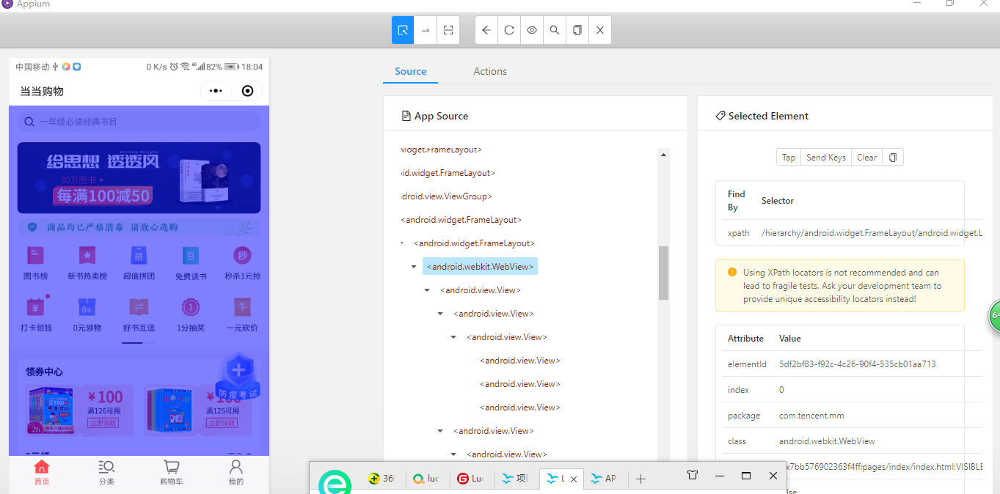 Appium
中国移动 0 K/s 82% 18:04
当当购物
一年级必读经典书目
给思想 透透风
30万图书
每满100减50
商品均已严格消毒 请放心选购
图书榜 新书热卖榜 超值拼团 免费读书 秒杀1元抢
打卡领钱 0元领物 好书互送 1分抽奖 一元砍价
领券中心
¥100
满126可用
立即领取
满125可用
立即领取
防疫考试
首页 分类 购物车 我的
Source Actions
App Source
widget.FrameLayout>
id.widget.FrameLayout>
droid.view.ViewGroup>
<android.widget.FrameLayout>
<android.widget.FrameLayout>
<android.webkit.WebView>
<android.view.View>
<android.view.View>
<android.view.View>
<android.view.View>
<android.view.View>
<android.view.View>
<android.view.View>
<android.view.View>
Selected Element
Tap Send Keys Clear
Find By Selector
xpath /hierarchy/android.widget.FrameLayout/android.widget.L
Using XPath locators is not recommended and can
lead to fragile tests. Ask your development team to
provide unique accessibility locators instead!
Attribute Value
elementId 5df2bf83-f92c-4c26-90f4-535cb01aa713
index 0
package com.tencent.mm
class android.webkit.WebView
x7bb576902363f4ff:pages/index/index.html:VISIBLE
lse
36 luc Lu 项 L AP
64